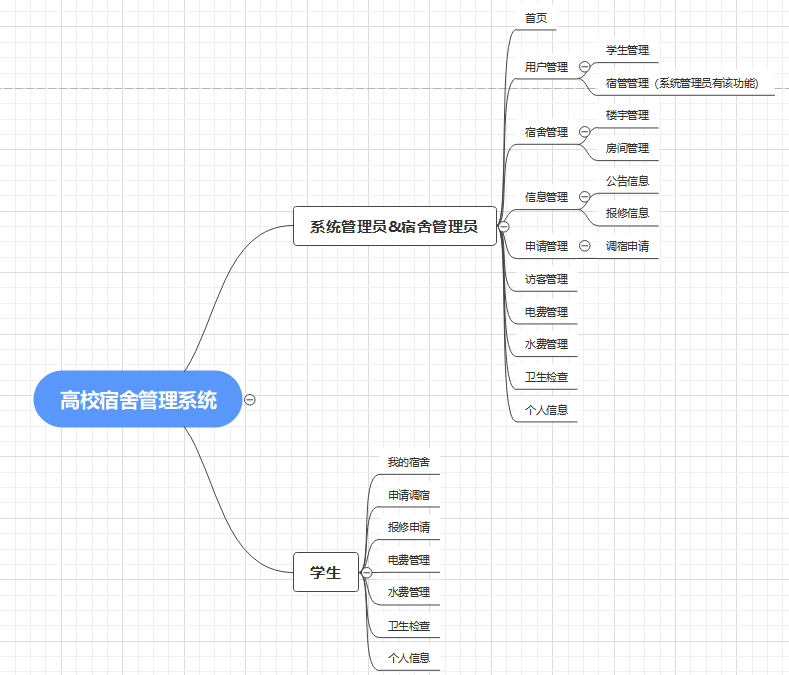 高校宿舍管理系统
系统管理员&宿舍管理员
首页
用户管理
学生管理
宿管管理（系统管理员有该功能）
宿舍管理
楼宇管理
房间管理
信息管理
公告信息
报修信息
申请管理
调宿申请
访客管理
电费管理
水费管理
卫生检查
个人信息
学生
我的宿舍
申请调宿
报修申请
电费管理
水费管理
卫生检查
个人信息